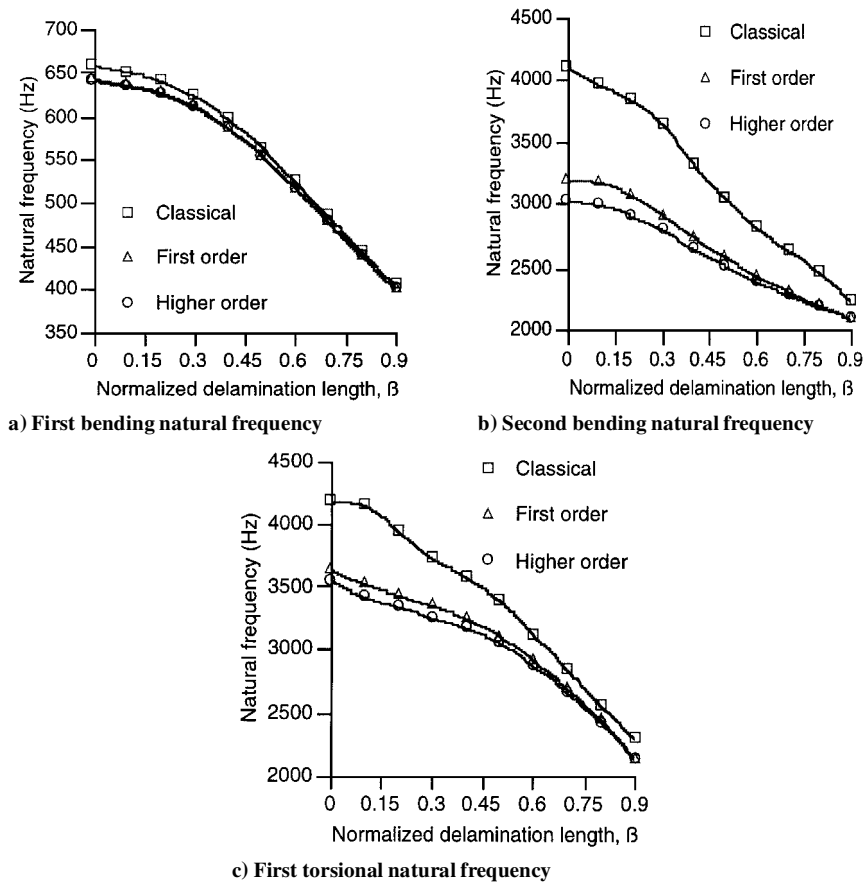 700
650
600
550
500
450
400
350
Natrural frequency (Hz)
Classical
First order
Higher order
0 0.15 0.3 0.45 0.6 0.75 0.9
Normalized delamination length, ß
a) First bending natural frequency
4500
4000
4500
3000
2500
2000
Natural frequency (Hz)
Classical
First order
Higher order
0 .15 0.3 0.45 0.6 0.75 0.9
Normalized delamination length, ß
b) Second bending natural frequency
4500
4000
3500
3000
2500
2000
Natural frequency (Hz)
Classical
First order
Higher order
0 0.15 0.3 0.45 0.6 0.75 0.9
Normalized delamination length, ß
c) First torsional natural frequency